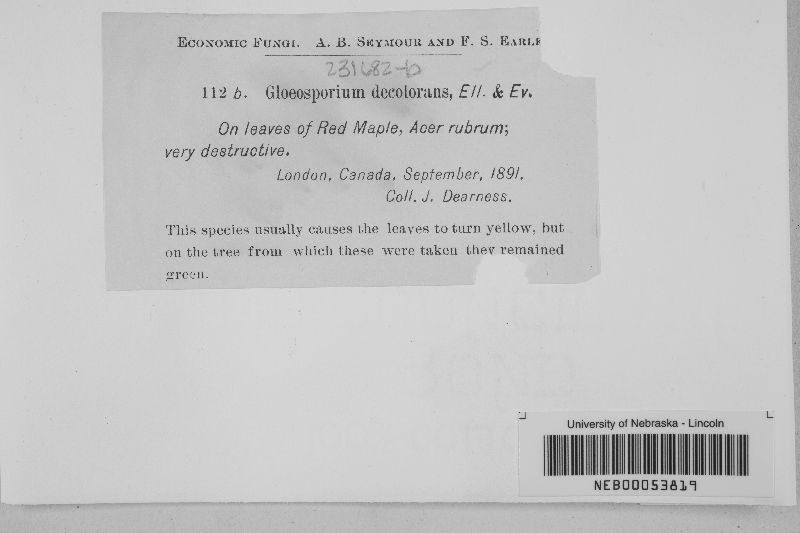 ECONOMIC FUNGI. A. B. SEYMOUR AND F. S. EARLE
231682-b
112 b. Gloeosporium decolorans, Ell. & Ev.
On leaves of Red Maple, Acer rubrum;
very destructive.
London, Canada, September, 1891.
Coll. J. Dearness.
This species usually causes the leaves to turn yellow, but
on the tree from which these were taken they remained
green.
University of Nebraska - Lincoln
NEB00053819